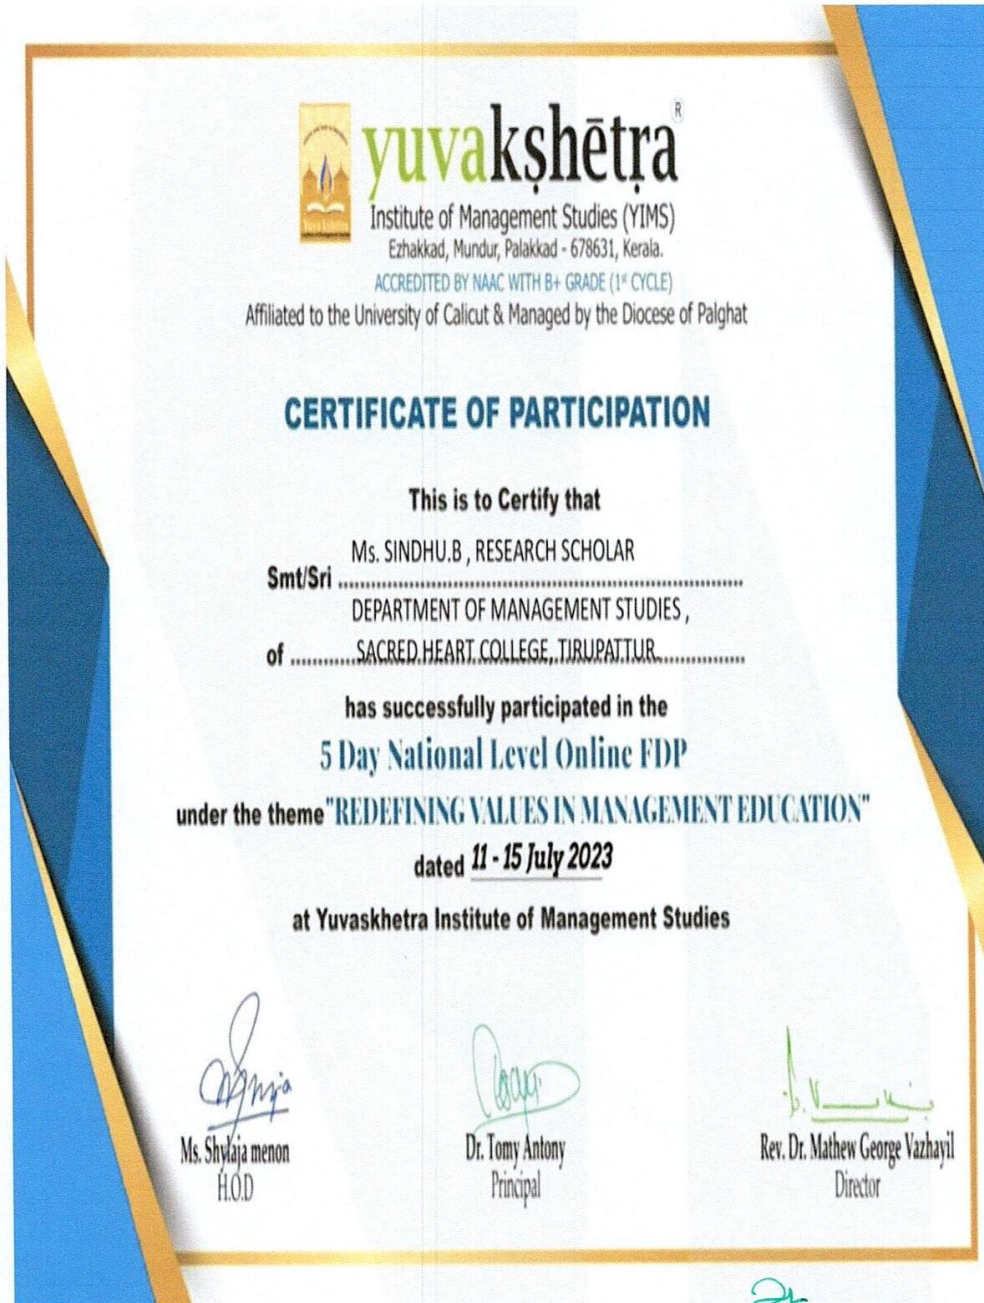 yuvakṣhētṛa®
Institute of Management Studies (YIMS)
Ezhakkad, Mundur, Palakkad - 678631, Kerala.
ACCREDITED BY NAAC WITH B+ GRADE (1st CYCLE)
Affiliated to the University of Calicut & Managed by the Diocese of Palghat
CERTIFICATE OF PARTICIPATION
This is to Certify that
Ms. SINDHU.B , RESEARCH SCHOLAR
Smt/Sri ....................................................................
DEPARTMENT OF MANAGEMENT STUDIES ,
of ............SACRED HEART COLLEGE, TIRUPATTUR................
has successfully participated in the
5 Day National Level Online FDP
under the theme "REDEFINING VALUES IN MANAGEMENT EDUCATION"
dated 11 - 15 July 2023
at Yuvaskhetra Institute of Management Studies
Ms. Shylaja menon
H.O.D
Dr. Tomy Antony
Principal
Rev. Dr. Mathew George Vazhayil
Director